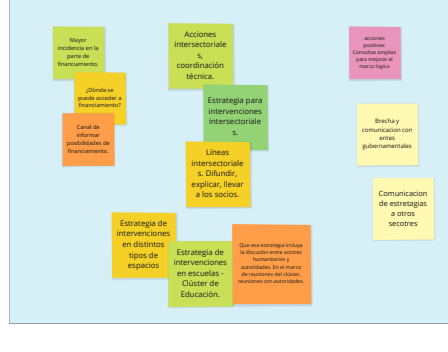 Mayor
incidencia en la
parte de
financiamiento.
¿Dónde se
puede acceder a
financiamiento?
Canal de
informar
posibilidades de
financiamiento.
Acciones
intersectoriale
s,
coordinación
técnica.
Estrategia para
intervenciones
intersectoriale
s.
Líneas
intersectoriale
s. Difundir,
explicar, llevar
a los socios.
acciones
positivas:
Consultas amplias
para mejorar el
marco logico
Brecha y
comunicacion con
entes
gubernamentales
Comunicacion
de estretagias
a otros
secotres
Estrategia de
intervenciones
en distintos
tipos de
espacios
Estrategia de
intervenciones
en escuelas -
Clúster de
Educación.
Que esa estrategia incluya
la discusión entre actores
humanitarios y
autoridades. En el marco
de reuniones del clúster,
reuniones con autoridades.